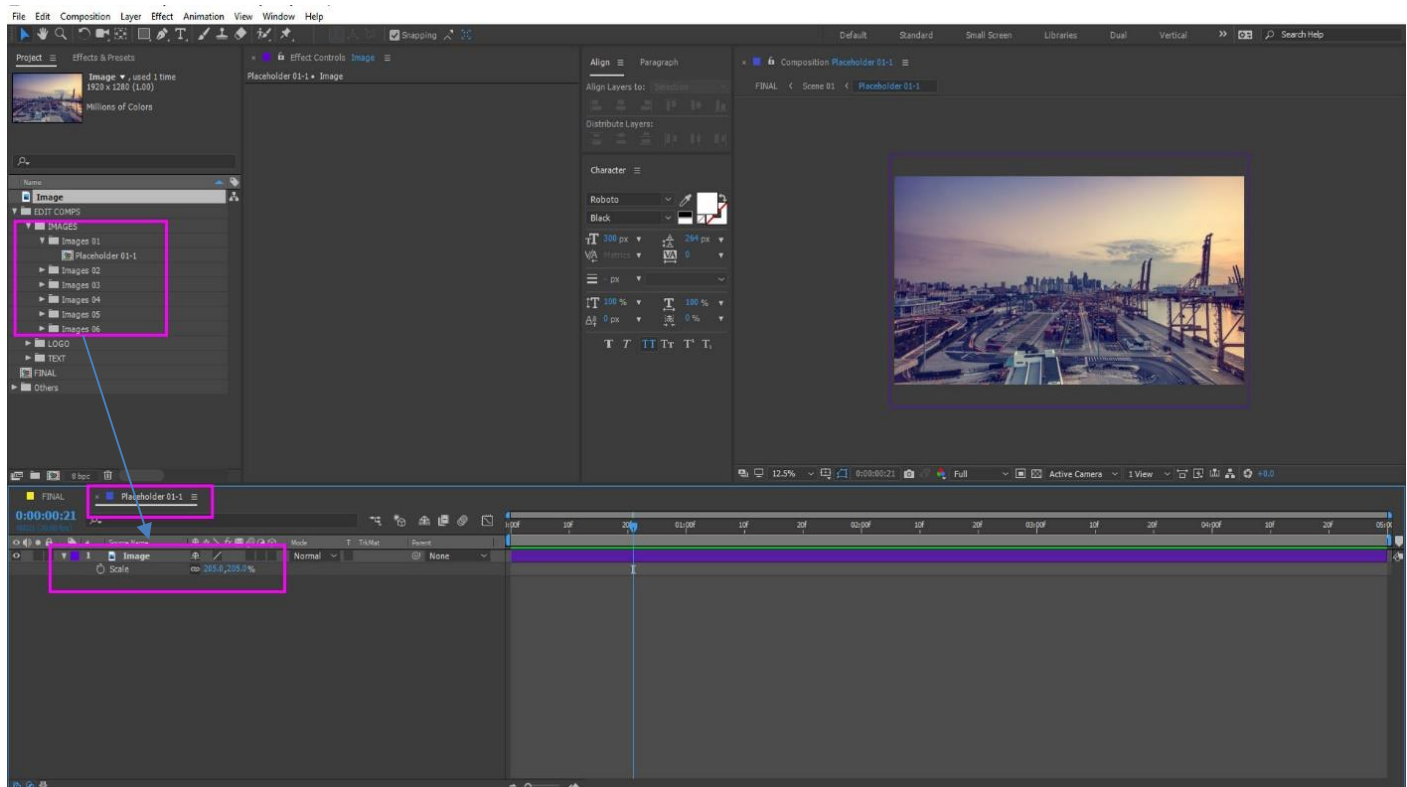 File Edit Composition Layer Effect Animation View Window Help
Snapping
Default Standard Small Screen Libraries Dual Vertical >> Search Help
Project Effects & Presets
Effect Controls Image
Align Paragraph
Composition Placeholder 01-1
Image , used 1 time
1920 x 1280 (1.00)
Millions of Colors
Placeholder 01-1 • Image
Align Layers to: Selection
FINAL Scene 01 Placeholder 01-1
Distribute Layers:
Character
Name
Image
EDIT COMPS
IMAGES
Images 01
Placeholder 01-1
Images 02
Images 03
Images 04
Images 05
Images 06
LOGO
TEXT
FINAL
Others
Roboto
Black
300 px 264 px
Metrics 0
- px
100 % 100 %
0 px 0 %
T T TT Tт T¹ T₁
8 bpc
12.5% 0:00:00:21 Full Active Camera 1 View +0.0
FINAL Placeholder 01-1
0:00:00:21
# Source Name Mode T TrkMat Parent
1 Image Normal None
Scale 205.0,205.0%
10f 20f 01:00f 10f 20f 02:00f 10f 20f 03:00f 10f 20f 04:00f 10f 20f